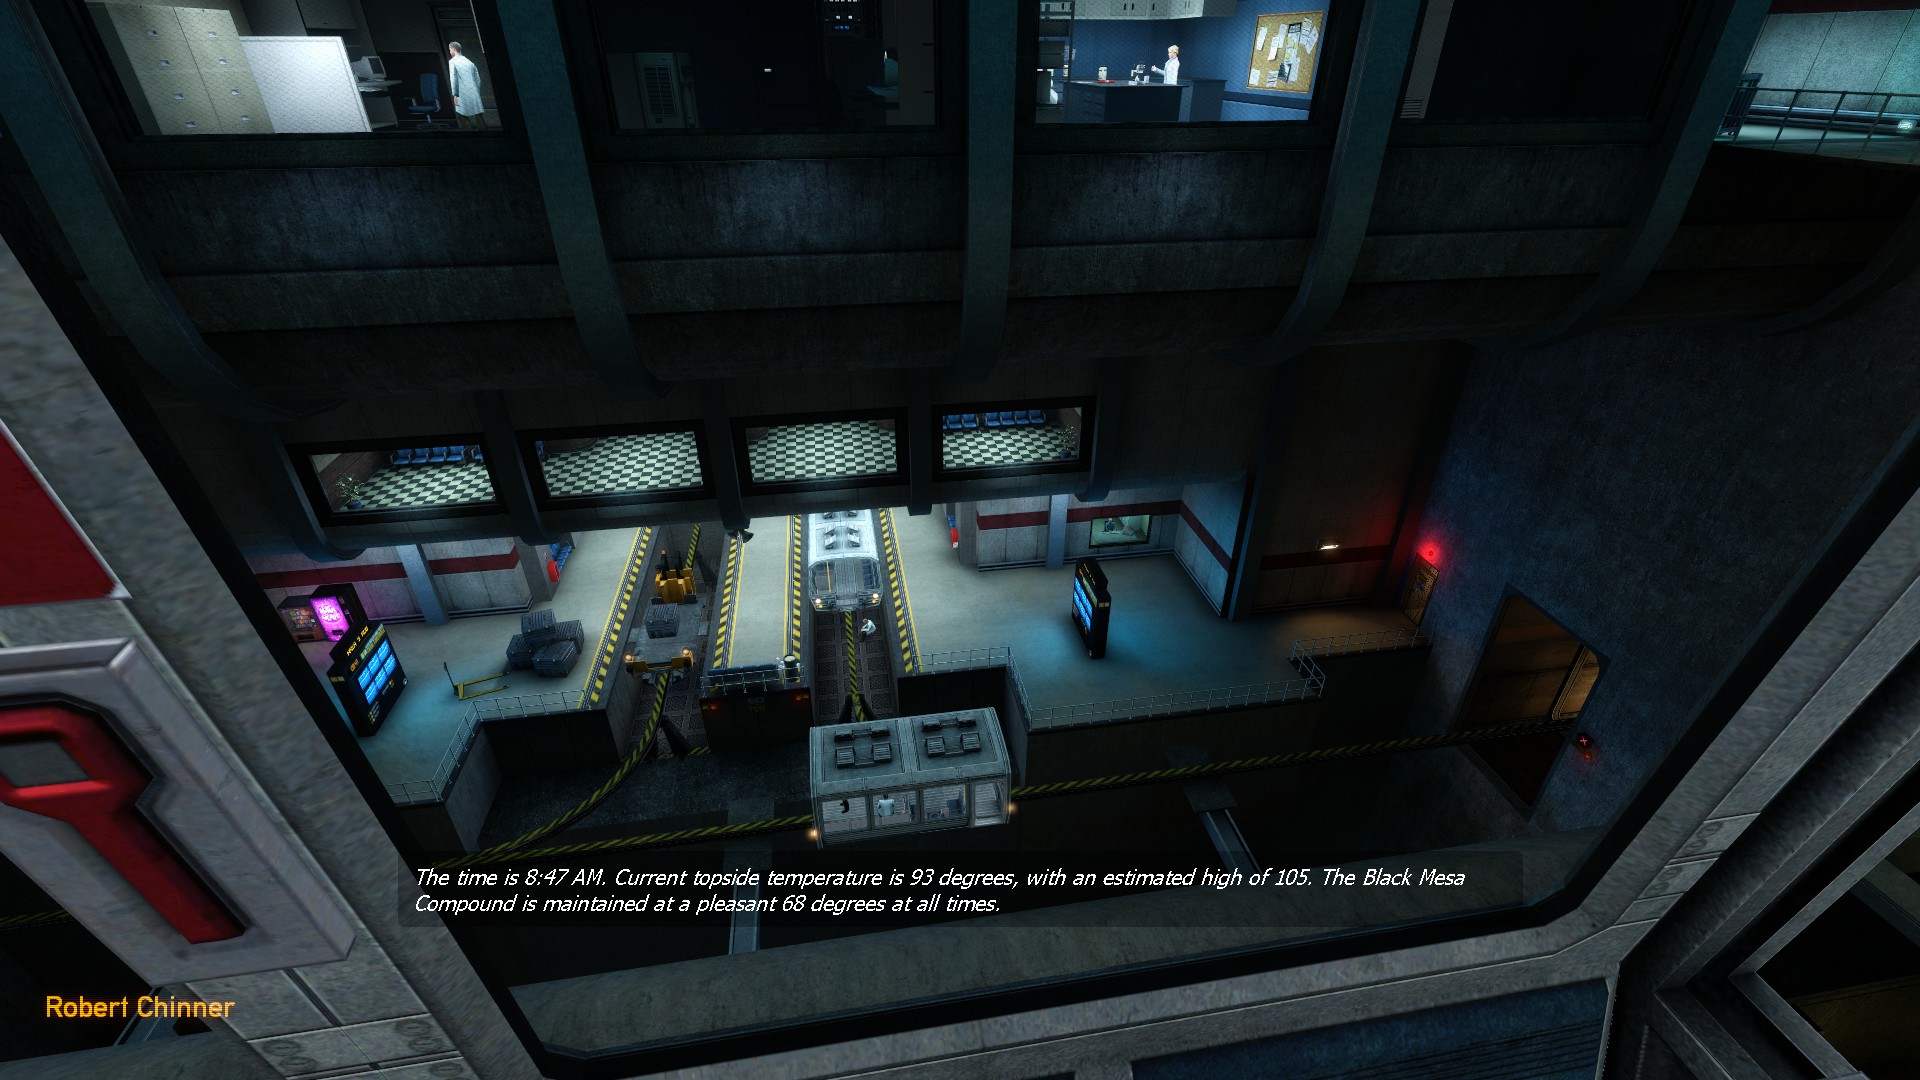 The time is 8:47 AM. Current topside temperature is 93 degrees, with an estimated high of 105. The Black Mesa
Compound is maintained at a pleasant 68 degrees at all times.
Robert Chinner